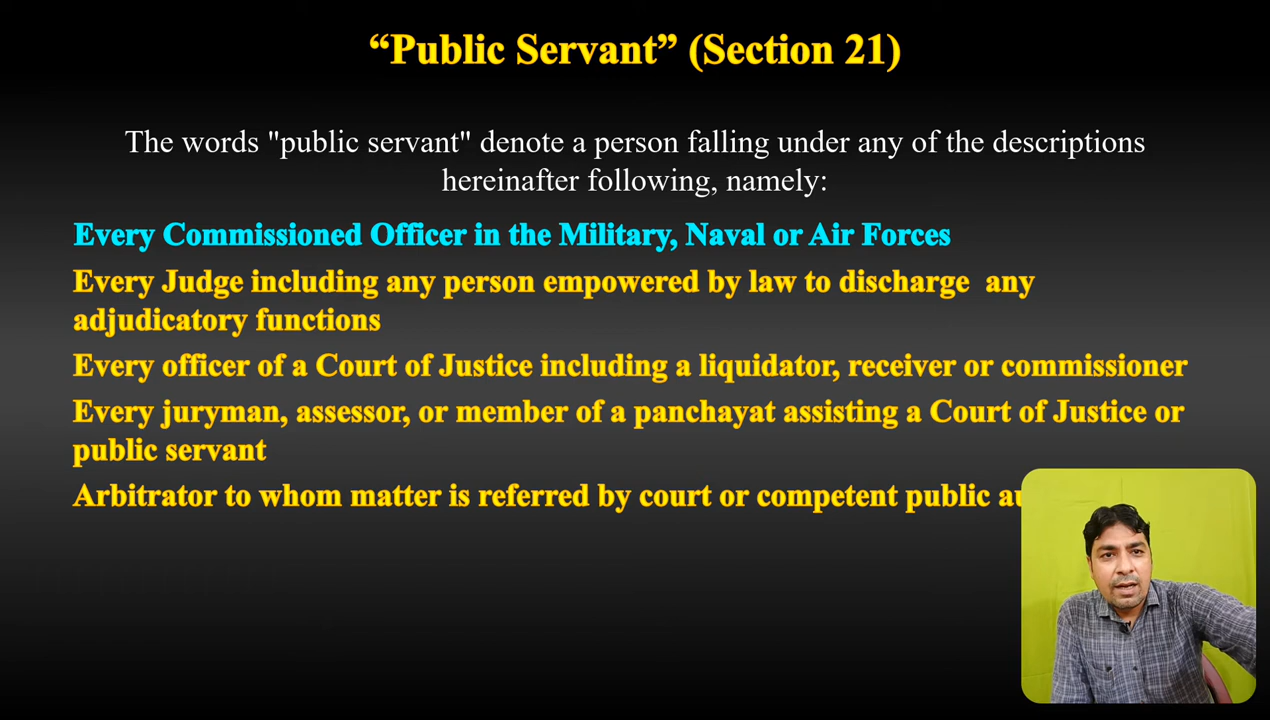 “Public Servant” (Section 21)
The words "public servant" denote a person falling under any of the descriptions
hereinafter following, namely:
Every Commissioned Officer in the Military, Naval or Air Forces
Every Judge including any person empowered by law to discharge any
adjudicatory functions
Every officer of a Court of Justice including a liquidator, receiver or commissioner
Every juryman, assessor, or member of a panchayat assisting a Court of Justice or
public servant
Arbitrator to whom matter is referred by court or competent public